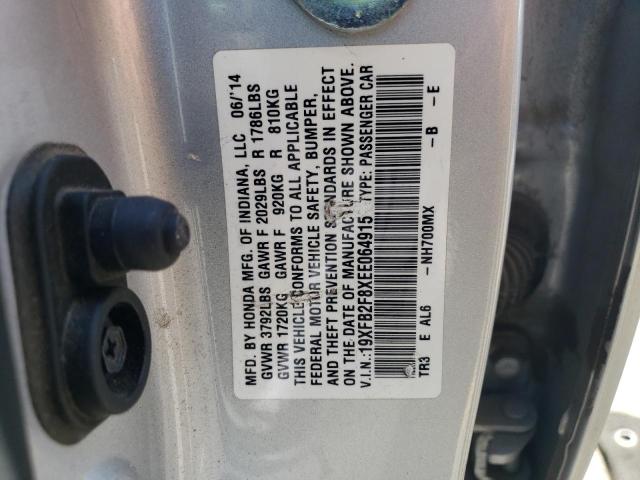 MFD. BY HONDA MFG. OF INDIANA, LLC 06/'14
GVWR 3792LBS GAWR F 2029LBS R 1786LBS
GVWR 1720KG GAWR F 920KG R 810KG
THIS VEHICLE CONFORMS TO ALL APPLICABLE
FEDERAL MOTOR VEHICLE SAFETY, BUMPER,
AND THEFT PREVENTION STANDARDS IN EFFECT
ON THE DATE OF MANUFACTURE SHOWN ABOVE.
V.I.N.:19XFB2F8XEE064915 TYPE: PASSENGER CAR
TR3 E AL6 –NH700MX –B –E